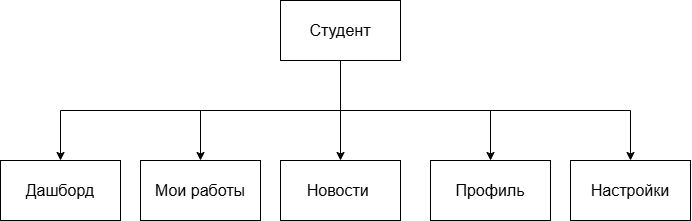 Студент
Дашборд
Мои работы
Новости
Профиль
Настройки